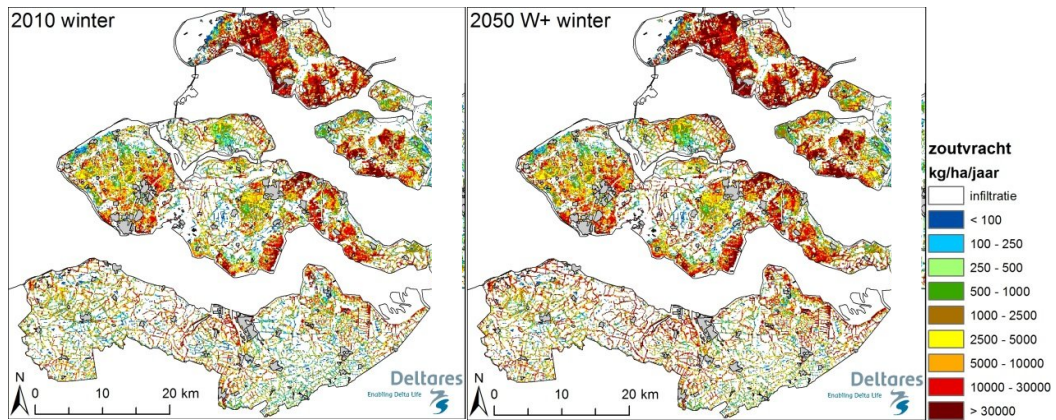 2010 winter
2050 W+ winter
zoutvracht
kg/ha/jaar
infiltratie
< 100
100 - 250
250 - 500
500 - 1000
1000 - 2500
2500 - 5000
5000 - 10000
10000 - 30000
> 30000
N
0 10 20 km
Deltares
Enabling Delta Life
N
0 10 20 km
Deltares
Enabling Delta Life